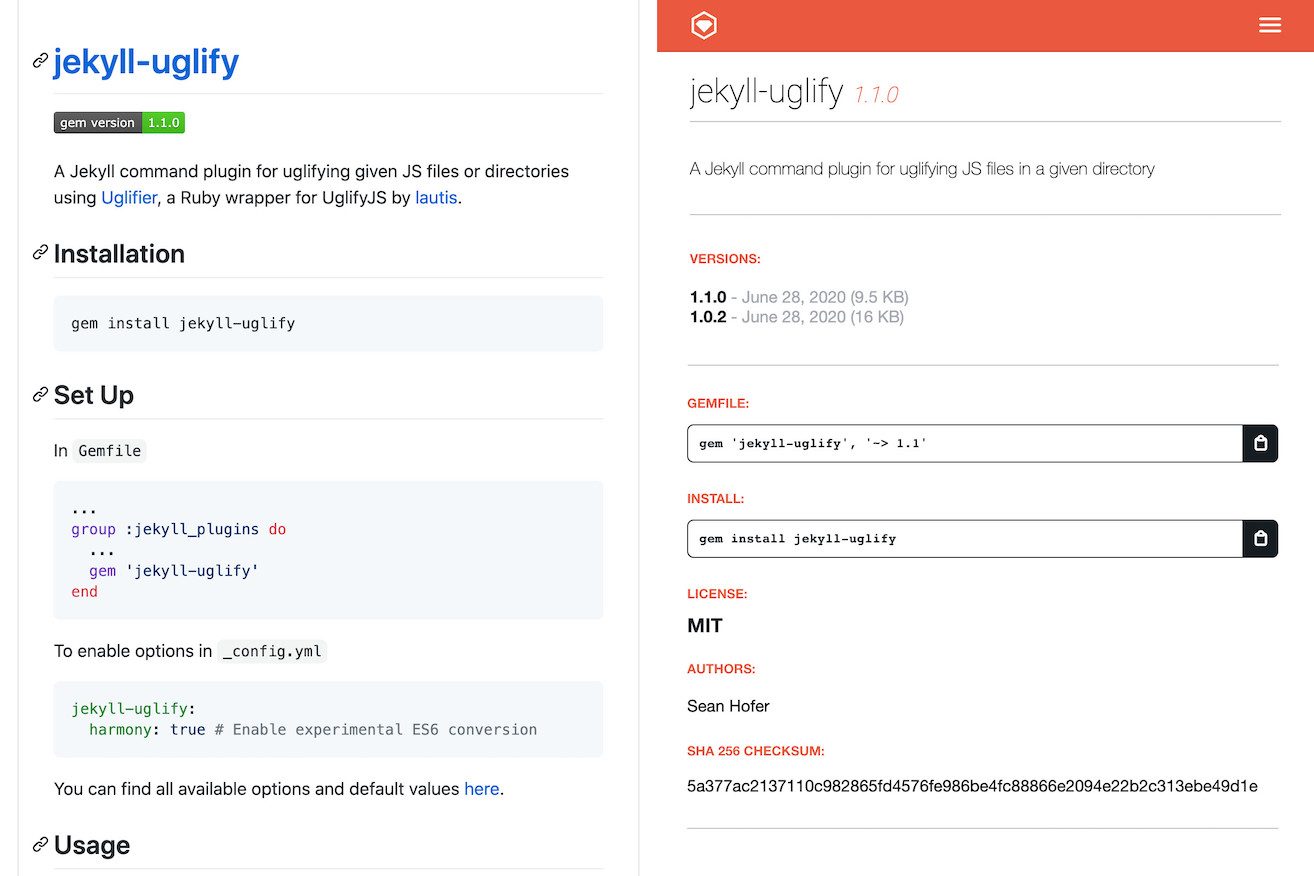 jekyll-uglify
gem version 1.1.0
A Jekyll command plugin for uglifying given JS files or directories
using Uglifier, a Ruby wrapper for UglifyJS by lautis.
Installation
gem install jekyll-uglify
Set Up
In Gemfile
...
group :jekyll_plugins do
...
gem 'jekyll-uglify'
end
To enable options in _config.yml
jekyll-uglify:
harmony: true # Enable experimental ES6 conversion
You can find all available options and default values here.
Usage
jekyll-uglify 1.1.0
A Jekyll command plugin for uglifying JS files in a given directory
VERSIONS:
1.1.0 - June 28, 2020 (9.5 KB)
1.0.2 - June 28, 2020 (16 KB)
GEMFILE:
gem 'jekyll-uglify', '~> 1.1'
INSTALL:
gem install jekyll-uglify
LICENSE:
MIT
AUTHORS:
Sean Hofer
SHA 256 CHECKSUM:
5a377ac2137110c982865fd4576fe986be4fc88866e2094e22b2c313ebe49d1e